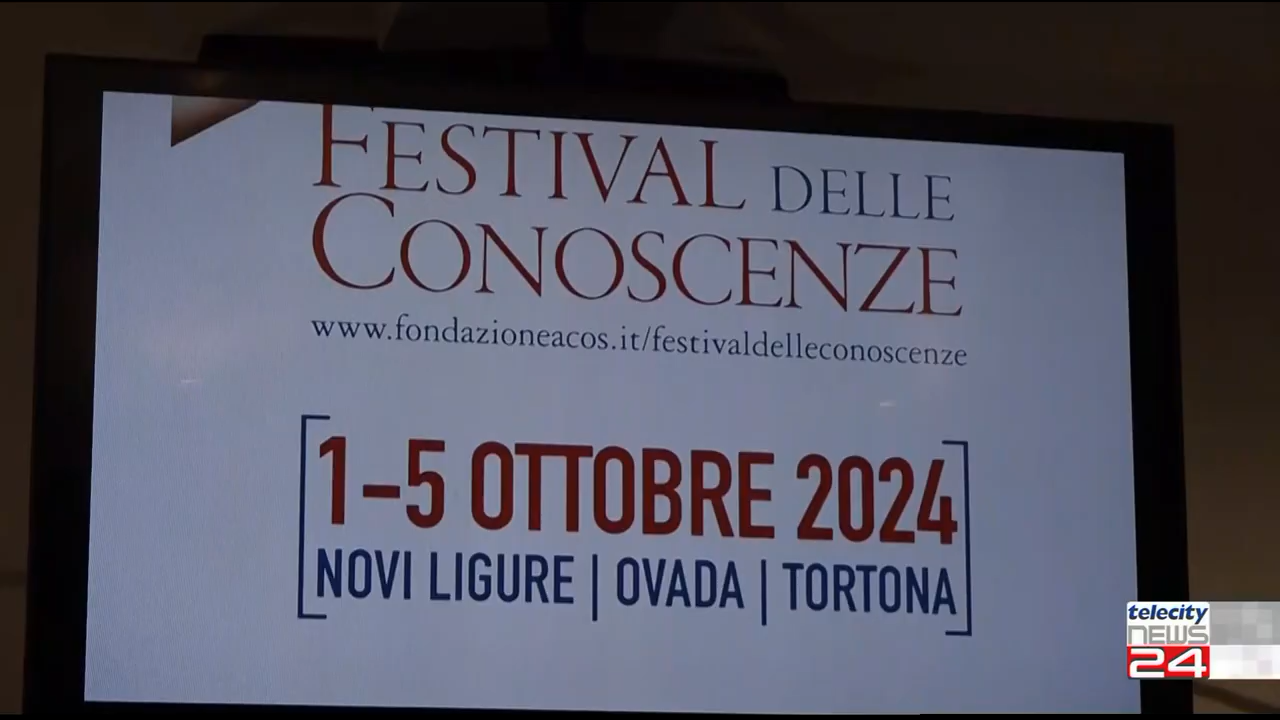 FESTIVAL DELLE
CONOSCENZE
www.fondazioneacos.it/festivaldelleconoscenze
1-5 OTTOBRE 2024
NOVI LIGURE | OVADA | TORTONA
telecity
NEWS
24